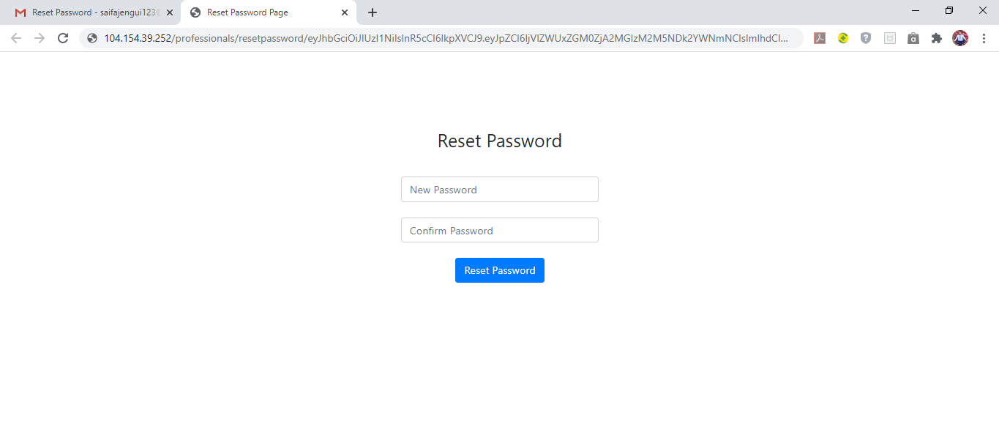 Reset Password - saifajengui123@
Reset Password Page
104.154.39.252/professionals/resetpassword/eyJhbGciOiJIUzI1NiIsInR5cCI6IkpXVCJ9.eyJpZCI6IjVlZWUxZGM0ZjA2MGIzM2M5NDk2YWNmNCIsImlhdCI...
Reset Password
New Password
Confirm Password
Reset Password